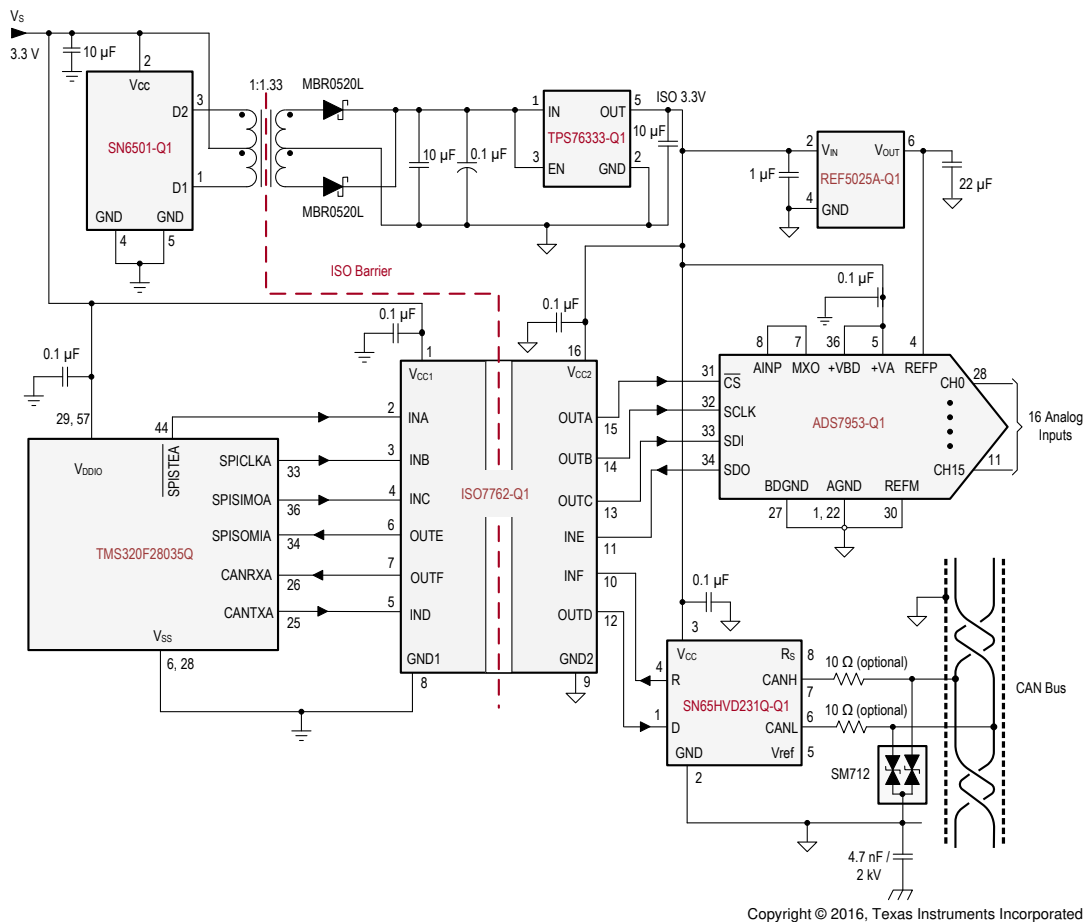 VS
3.3 V
10 µF
2
Vcc
3
D2
SN6501-Q1
D1
1
GND
GND
4
5
1:1.33
MBR0520L
MBR0520L
ISO Barrier
10 µF
0.1 µF
1
IN
OUT
5
TPS76333-Q1
3
EN
2
GND
ISO 3.3V
10 µF
1 µF
2
VIN
VOUT
6
REF5025A-Q1
4
GND
22 µF
0.1 µF
0.1 µF
0.1 µF
0.1 µF
29, 57
VDDIO
44
SPISTEA
SPICLKA
33
SPISIMOA
36
SPISOMIA
34
TMS320F28035Q
CANRXA
26
CANTXA
25
VSS
6, 28
1
VCC1
2
INA
3
INB
4
INC
6
OUTE
7
OUTF
5
IND
GND1
8
ISO7762-Q1
16
VCC2
OUTA
15
OUTB
14
OUTC
13
INE
11
INF
10
OUTD
12
GND2
9
8
7
36
5
4
AINP
MXO
+VBD
+VA
REFP
31
CS
32
SCLK
33
SDI
34
SDO
ADS7953-Q1
CH0
28
CH15
11
16 Analog
Inputs
BDGND
AGND
REFM
27
1, 22
30
0.1 µF
3
VCC
RS
8
4
R
CANH
7
SN65HVD231Q-Q1
1
D
CANL
6
GND
Vref
5
2
10 Ω (optional)
10 Ω (optional)
SM712
CAN Bus
4.7 nF /
2 kV
Copyright © 2016, Texas Instruments Incorporated